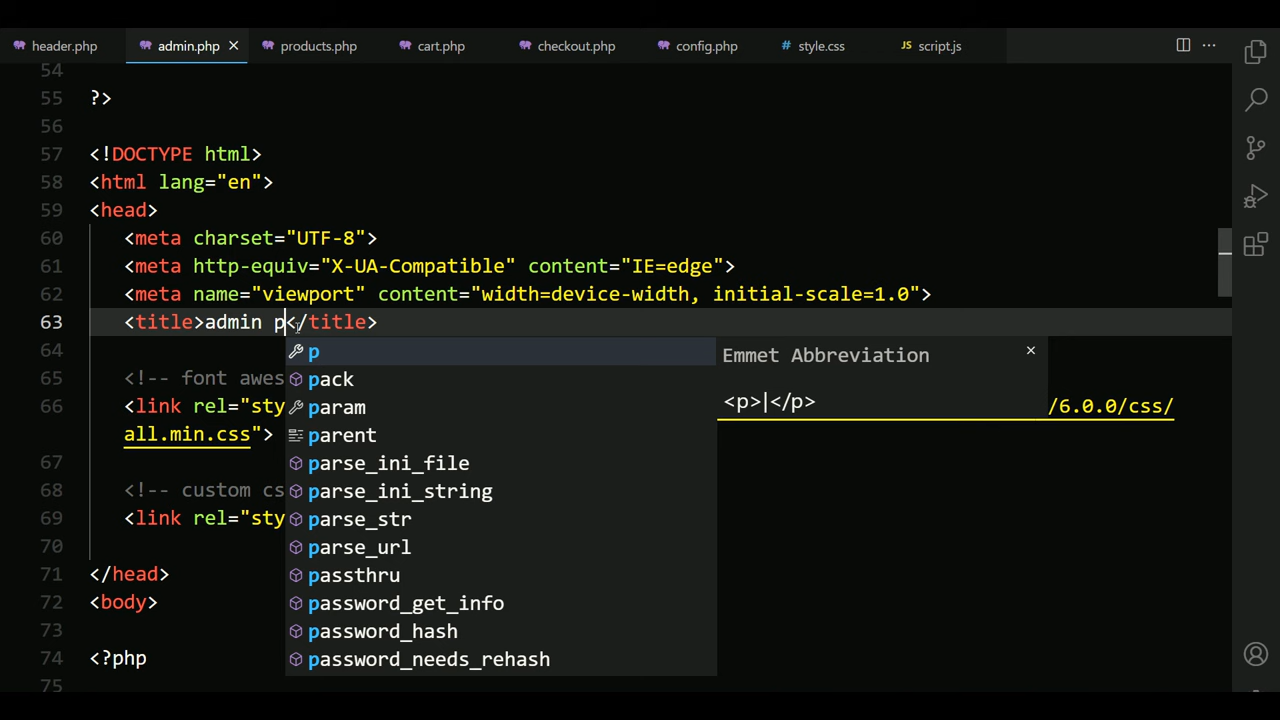 header.php admin.php products.php cart.php checkout.php config.php # style.css JS script.js
54
55 ?>
56
57 <!DOCTYPE html>
58 <html lang="en">
59 <head>
60 <meta charset="UTF-8">
61 <meta http-equiv="X-UA-Compatible" content="IE=edge">
62 <meta name="viewport" content="width=device-width, initial-scale=1.0">
63 <title>admin p</title>
64 p Emmet Abbreviation
65 <!-- font awes pack
66 <link rel="sty param <p>|</p> /6.0.0/css/
all.min.css"> parent
67 parse_ini_file
68 <!-- custom cs parse_ini_string
69 <link rel="sty parse_str
70 parse_url
71 </head> passthru
72 <body> password_get_info
73 password_hash
74 <?php password_needs_rehash
75